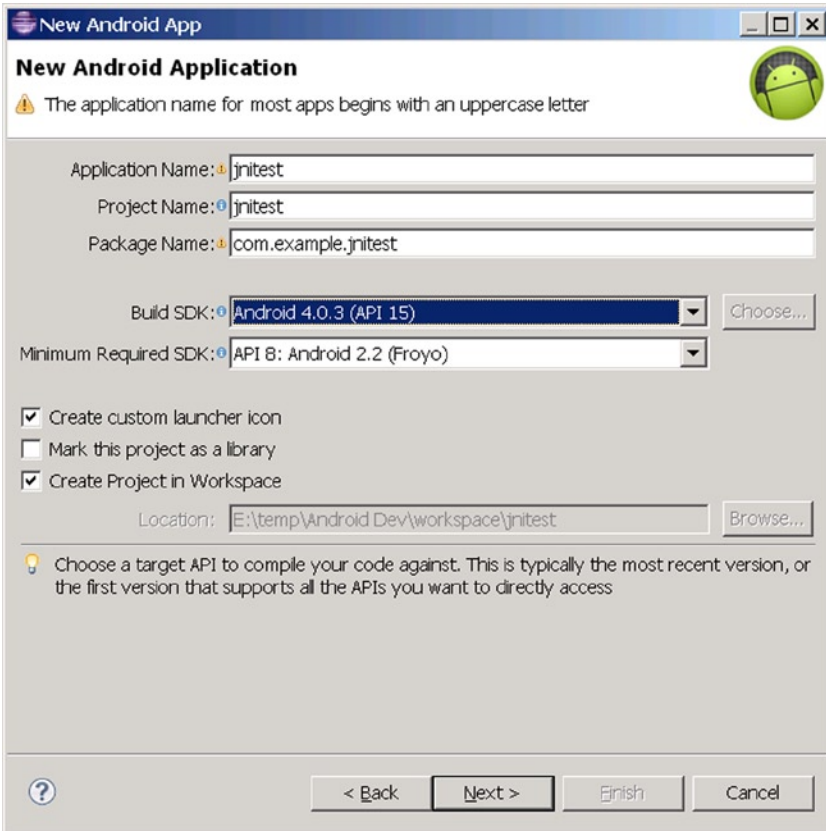 New Android App
New Android Application
The application name for most apps begins with an uppercase letter
Application Name: jnitest
Project Name: jnitest
Package Name: com.example.jnitest
Build SDK: Android 4.0.3 (API 15) Choose...
Minimum Required SDK: API 8: Android 2.2 (Froyo)
Create custom launcher icon
Mark this project as a library
Create Project in Workspace
Location: E:\temp\Android Dev\workspace\jnitest Browse...
Choose a target API to compile your code against. This is typically the most recent version, or
the first version that supports all the APIs you want to directly access
< Back Next > Finish Cancel